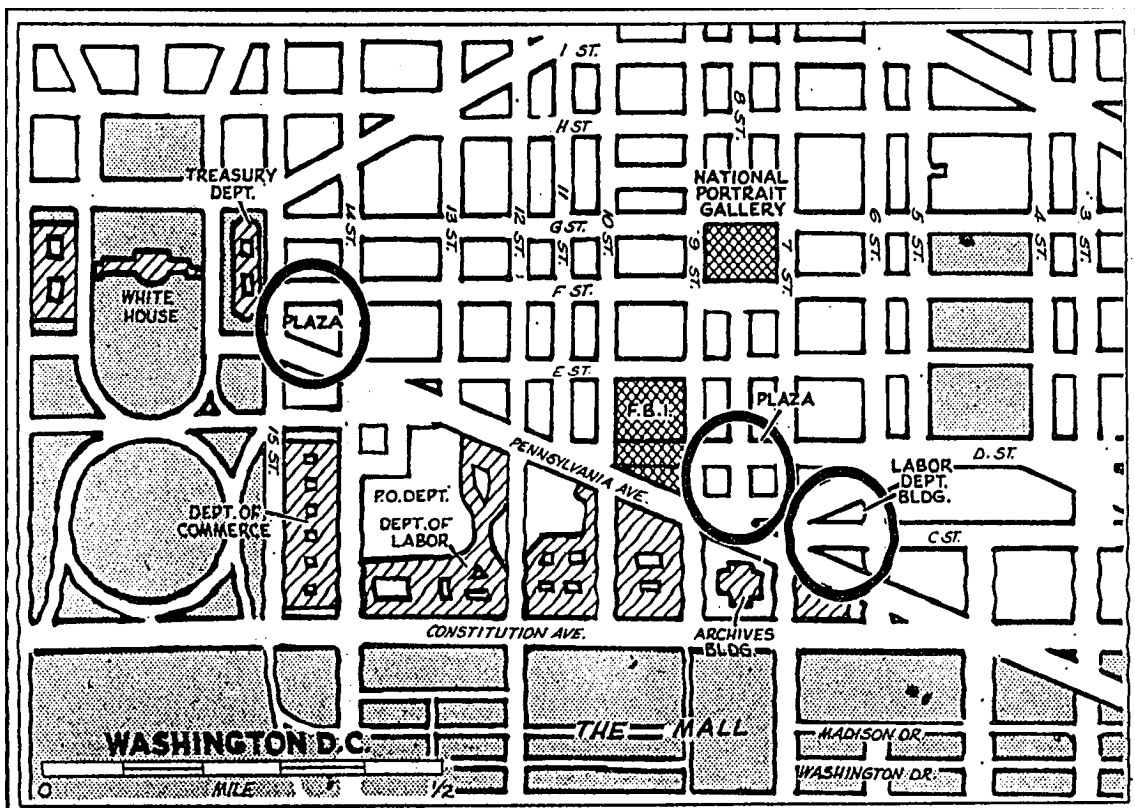 I ST.
8 ST.
H ST
TREASURY
DEPT.
NATIONAL
PORTRAIT
GALLERY
14 ST.
13 ST.
12 ST.
11 ST.
10 ST.
9 ST.
7 ST.
6 ST.
5 ST.
4 ST.
3 ST.
G ST.
WHITE
HOUSE
F ST.
PLAZA
E ST.
F.B.I.
PLAZA
15 ST.
PENNSYLVANIA AVE.
D. ST.
LABOR
DEPT.
BLDG.
P.O. DEPT.
DEPT. OF
COMMERCE
DEPT. OF
LABOR
C ST.
CONSTITUTION AVE.
ARCHIVES
BLDG.
THE MALL
WASHINGTON D.C.
MADISON DR.
WASHINGTON DR.
0 MILE 1/2